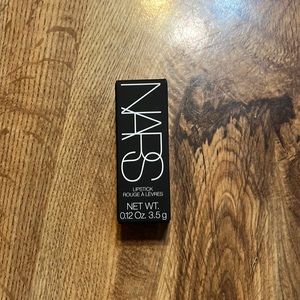 NARS
LIPSTICK
ROUGE À LÈVRES
NET WT.
0.12 Oz. 3.5 g